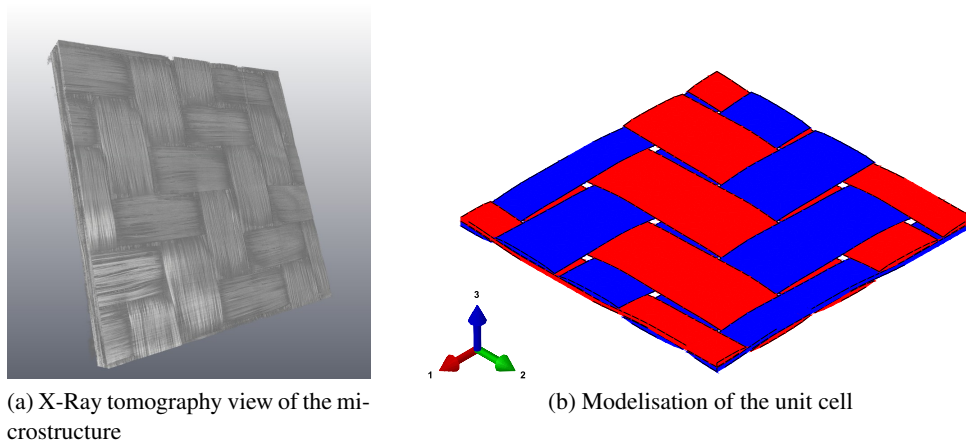 3
1
2
(a) X-Ray tomography view of the mi-
crostructure
(b) Modelisation of the unit cell